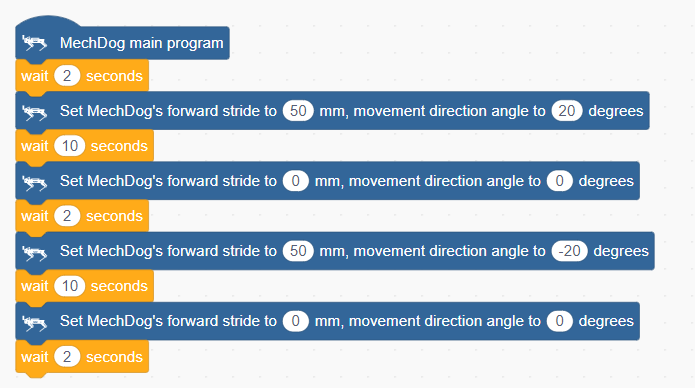 MechDog main program
wait 2 seconds
Set MechDog's forward stride to 50 mm, movement direction angle to 20 degrees
wait 10 seconds
Set MechDog's forward stride to 0 mm, movement direction angle to 0 degrees
wait 2 seconds
Set MechDog's forward stride to 50 mm, movement direction angle to -20 degrees
wait 10 seconds
Set MechDog's forward stride to 0 mm, movement direction angle to 0 degrees
wait 2 seconds